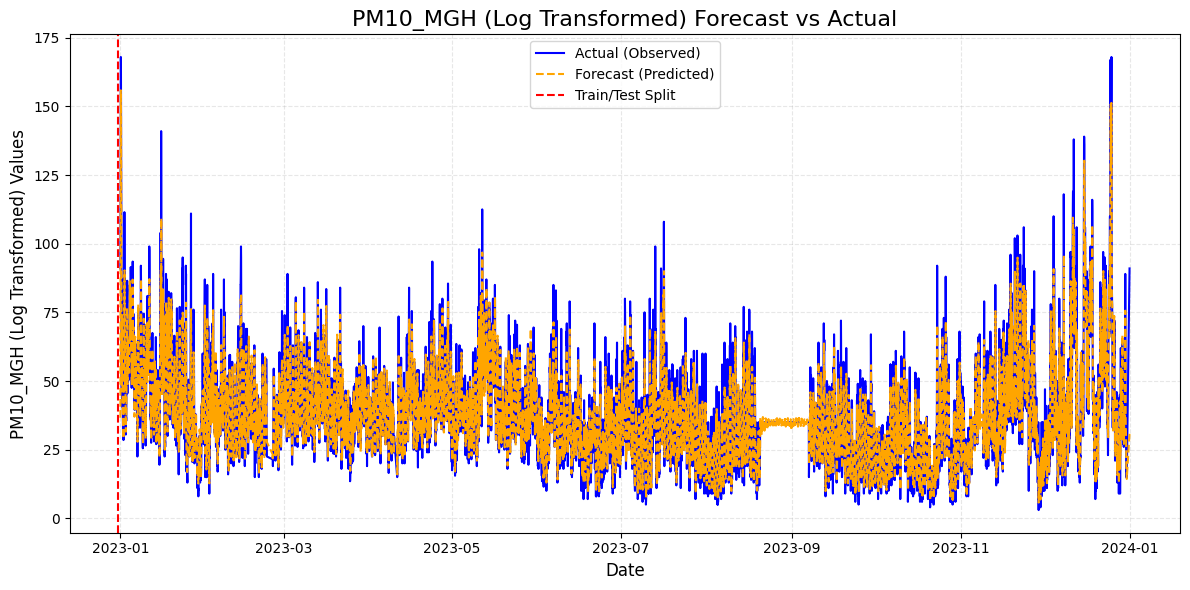 PM10_MGH (Log Transformed) Forecast vs Actual
Actual (Observed)
Forecast (Predicted)
Train/Test Split
PM10_MGH (Log Transformed) Values
175
150
125
100
75
50
25
0
2023-01
2023-03
2023-05
2023-07
2023-09
2023-11
2024-01
Date